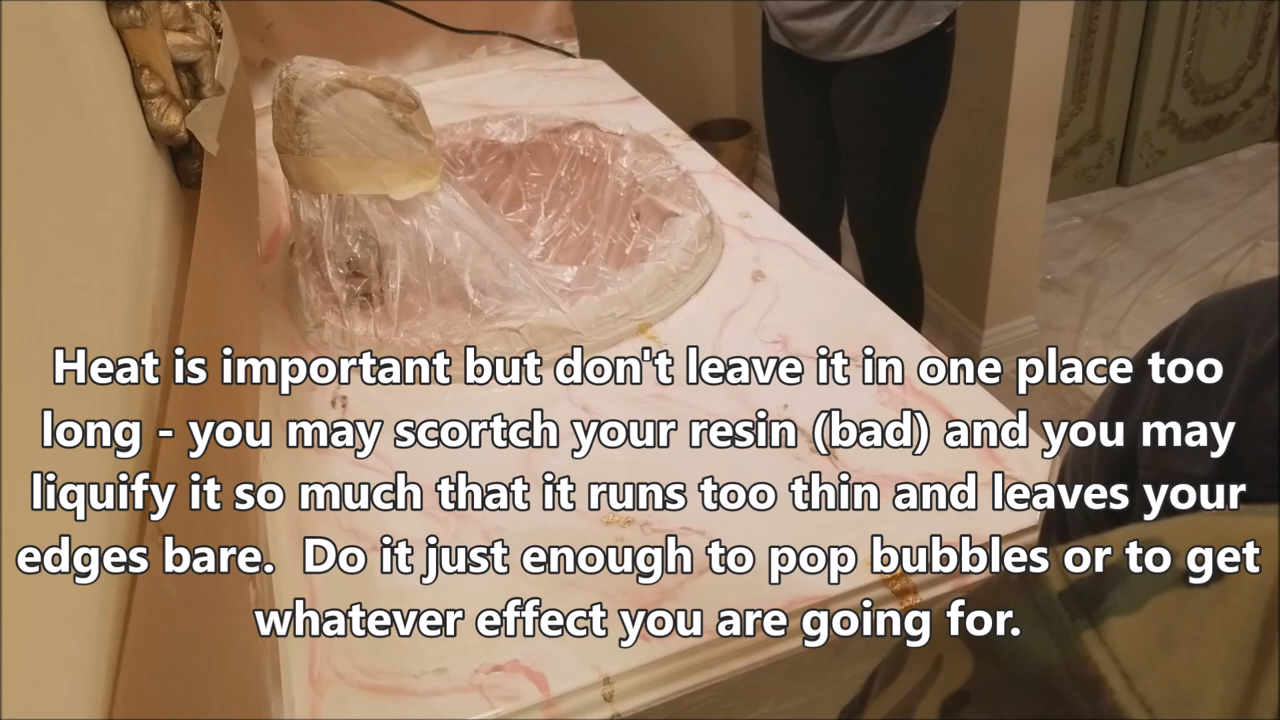 Heat is important but don't leave it in one place too
long - you may scortch your resin (bad) and you may
liquify it so much that it runs too thin and leaves your
edges bare.  Do it just enough to pop bubbles or to get
whatever effect you are going for.